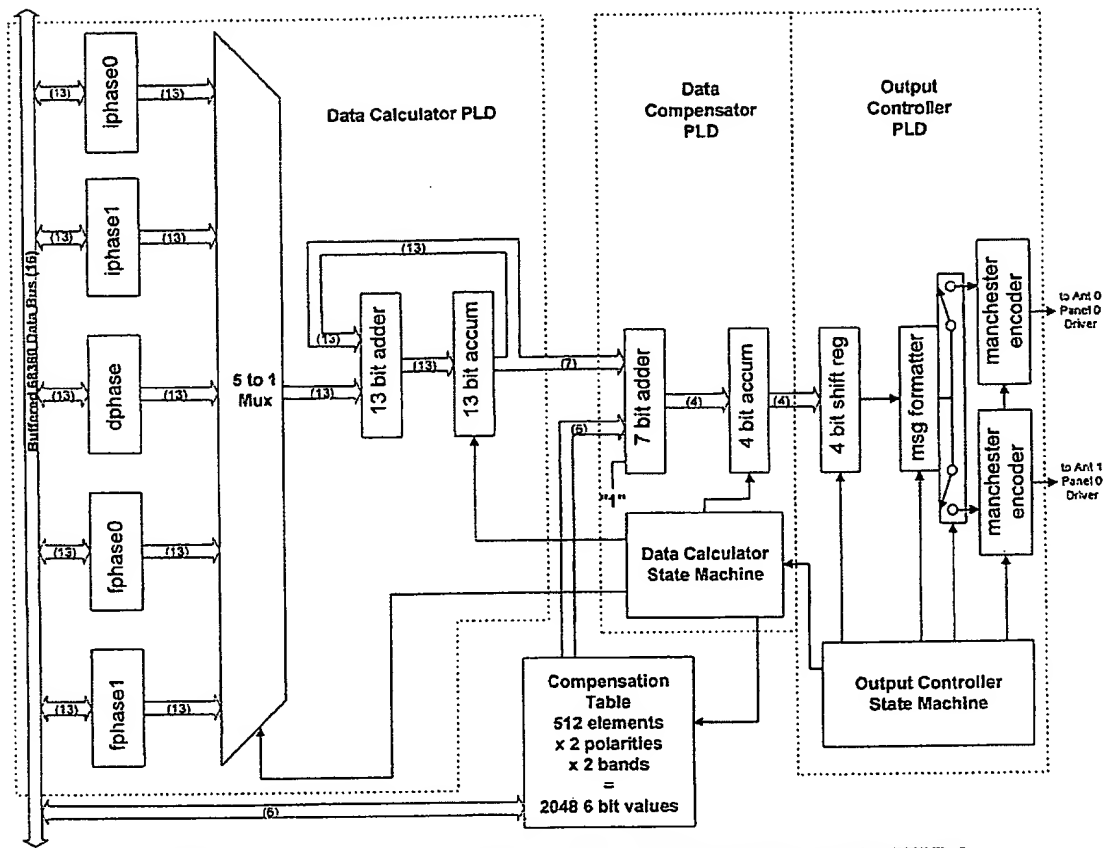 Buffered 68360 Data Bus (16)
(13)
iphase0
(13)
(13)
iphase1
(13)
(13)
dphase
(13)
(13)
fphase0
(13)
(13)
fphase1
(13)
5 to 1
Mux
Data Calculator PLD
(13)
(13)
(13)
13 bit adder
(13)
13 bit accum
(7)
(6)
"1"
Data
Compensator
PLD
7 bit adder
(4)
4 bit accum
(4)
Data Calculator
State Machine
Compensation
Table
512 elements
x 2 polarities
x 2 bands
=
2048 6 bit values
(6)
Output
Controller
PLD
4 bit shift reg
msg formatter
manchester
encoder
to Ant 0
Panel 0
Driver
manchester
encoder
to Ant 1
Panel 0
Driver
Output Controller
State Machine